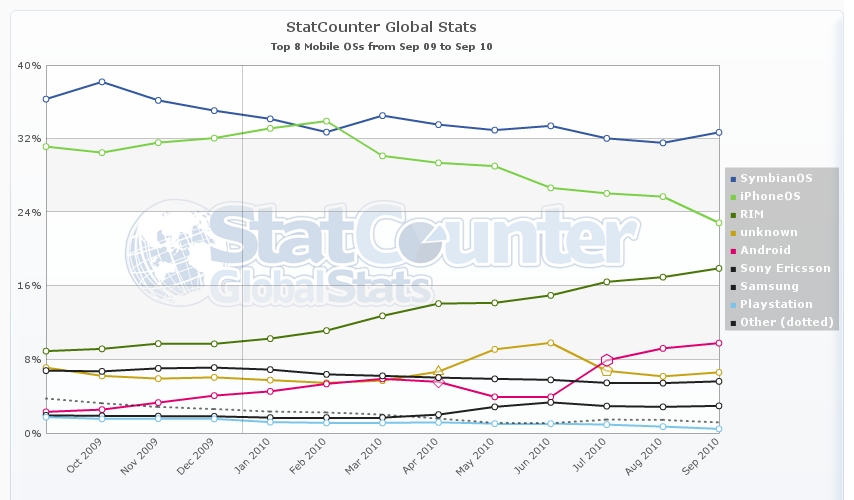 StatCounter Global Stats
Top 8 Mobile OSs from Sep 09 to Sep 10
40%
32%
24%
16%
8%
0%
StatCounter
GlobalStats
SymbianOS
iPhoneOS
RIM
unknown
Android
Sony Ericsson
Samsung
Playstation
Other (dotted)
Oct 2009
Nov 2009
Dec 2009
Jan 2010
Feb 2010
Mar 2010
Apr 2010
May 2010
Jun 2010
Jul 2010
Aug 2010
Sep 2010